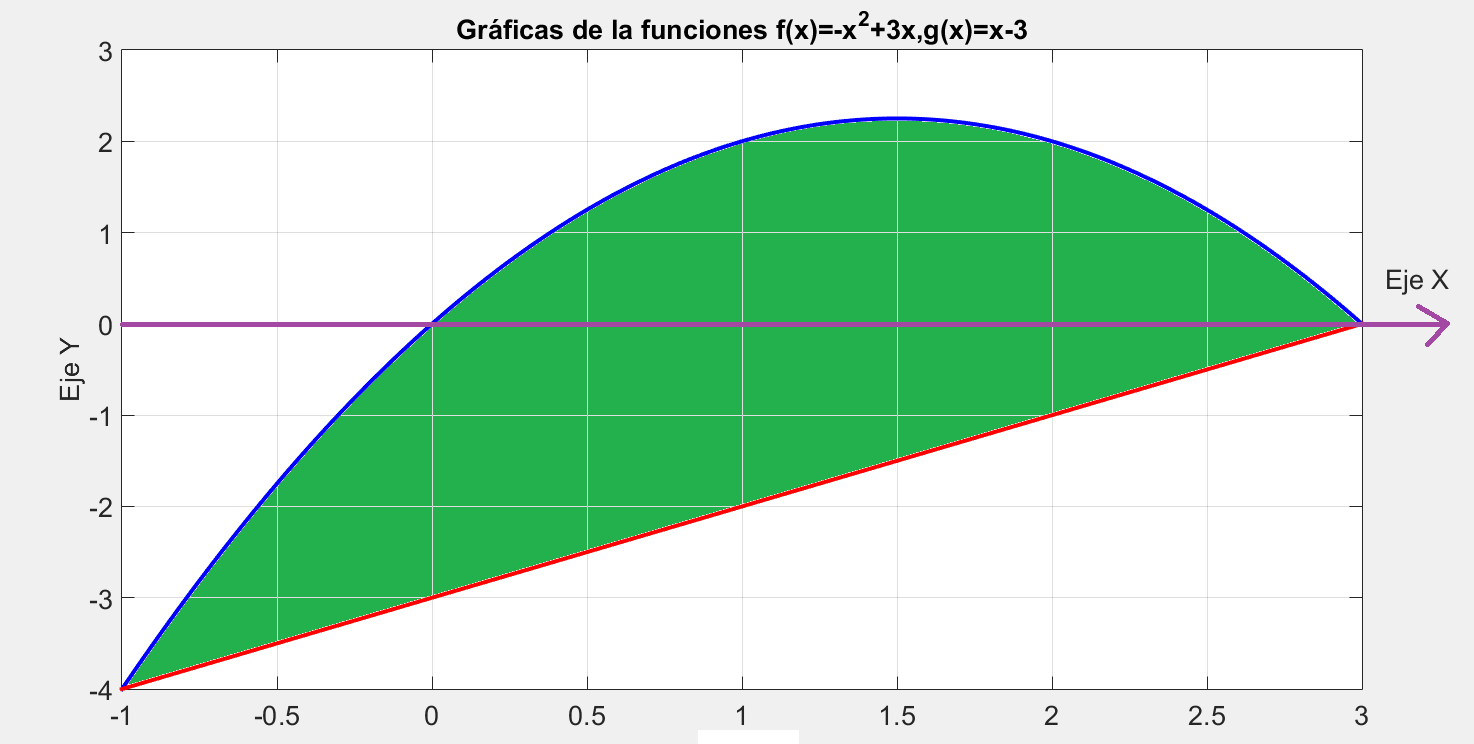 Gráficas de la funciones f(x)=-x²+3x,g(x)=x-3
3
2
1
0
-1
-2
-3
-4
Eje Y
Eje X
-1 -0.5 0 0.5 1 1.5 2 2.5 3